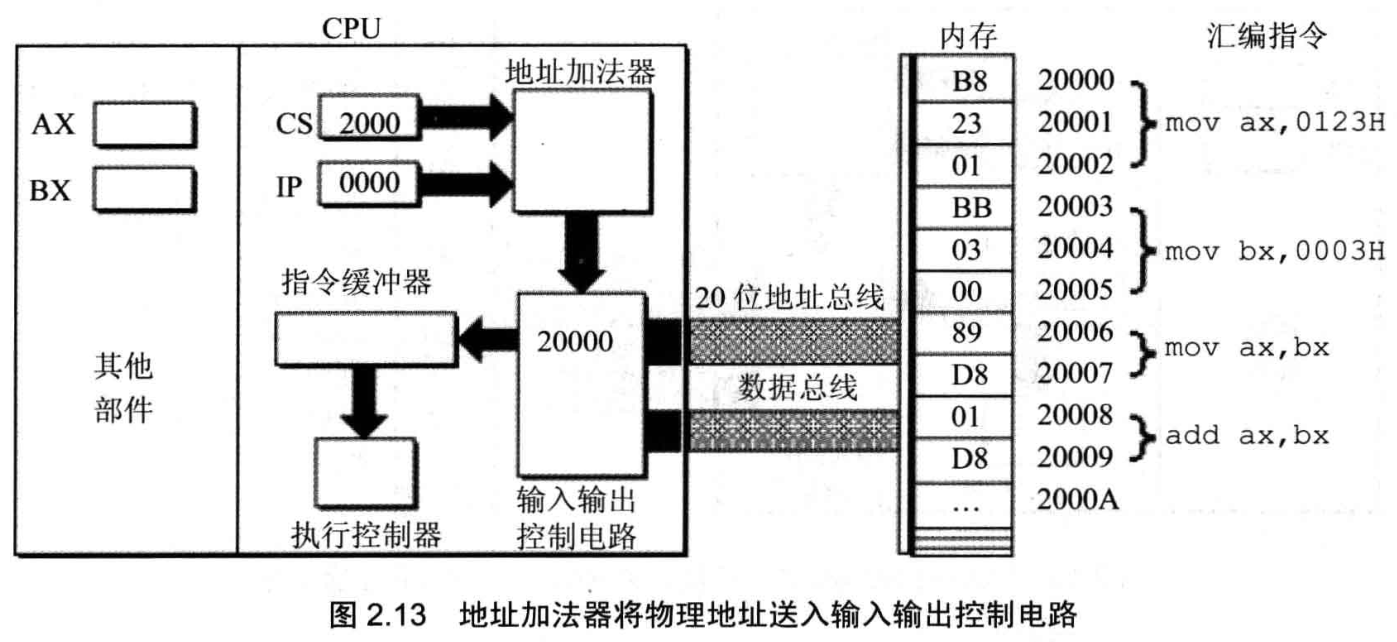 CPU
内存
汇编指令
地址加法器
AX
BX
CS
2000
IP
0000
其他
部件
指令缓冲器
执行控制器
20000
输入输出
控制电路
20 位地址总线
数据总线
B8
20000
23
20001
mov ax,0123H
01
20002
BB
20003
03
20004
mov bx,0003H
00
20005
89
20006
mov ax,bx
D8
20007
01
20008
add ax,bx
D8
20009
…
2000A
图 2.13 地址加法器将物理地址送入输入输出控制电路